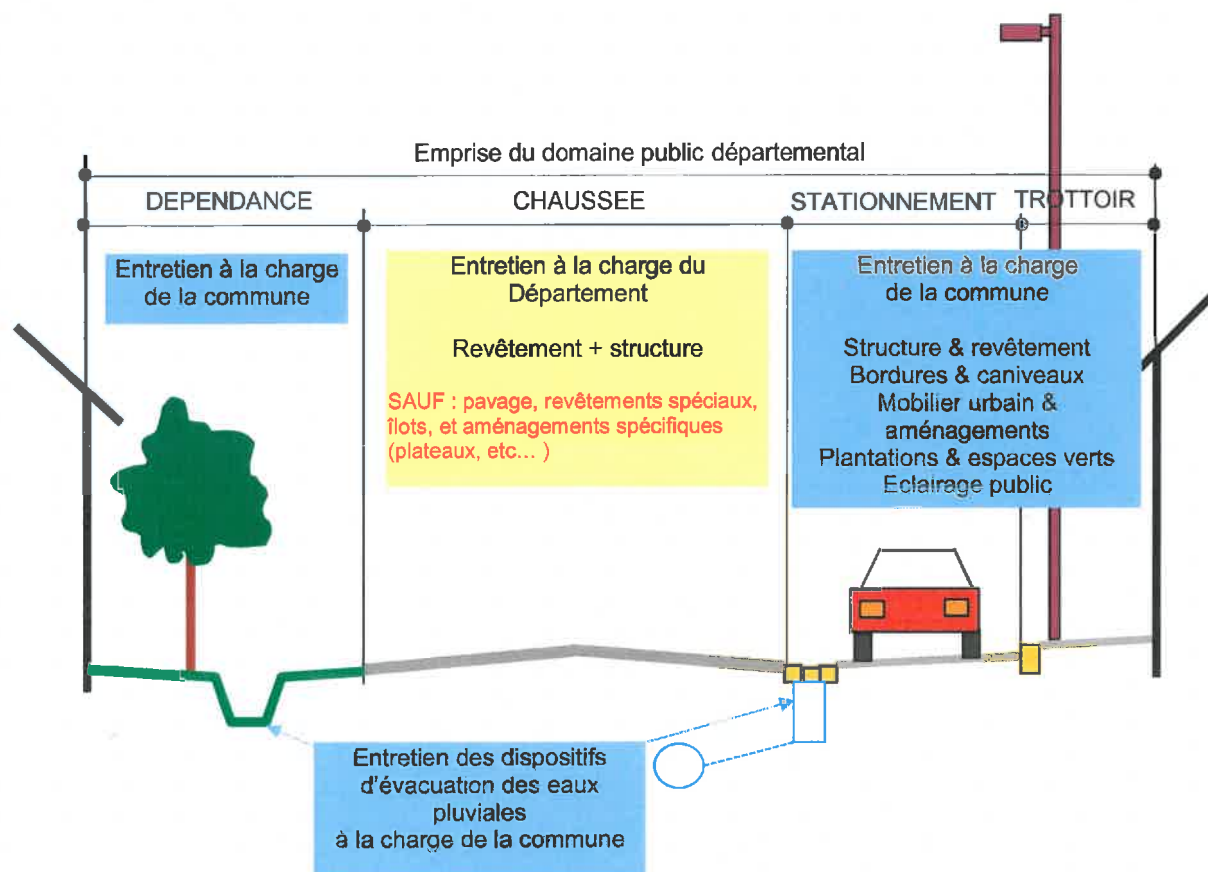 Emprise du domaine public départemental
DEPENDANCE
CHAUSSEE
STATIONNEMENT
TROTTOIR
Entretien à la charge
de la commune
Entretien à la charge du
Département
Revêtement + structure
SAUF : pavage, revêtements spéciaux,
îlots, et aménagements spécifiques
(plateaux, etc... )
Entretien à la charge
de la commune
Structure & revêtement
Bordures & caniveaux
Mobilier urbain &
aménagements
Plantations & espaces verts
Eclairage public
Entretien des dispositifs
d'évacuation des eaux
pluviales
à la charge de la commune